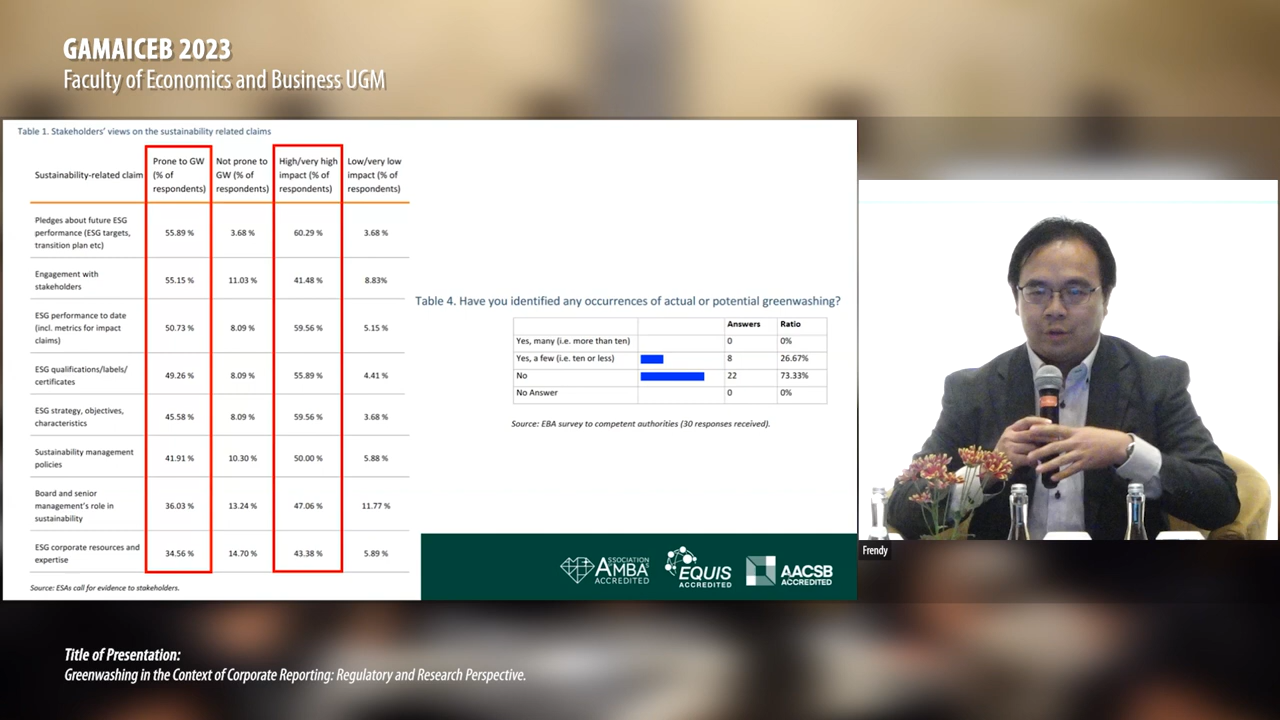 GAMAICEB 2023
Faculty of Economics and Business UGM
Table 1. Stakeholders' views on the sustainability related claims
Sustainability-related claim
Prone to GW
(% of
respondents)
Not prone to
GW (% of
respondents)
High/very high
impact (% of
respondents)
Low/very low
impact (% of
respondents)
Pledges about future ESG
performance (ESG targets,
transition plan etc)
55.89 % 3.68 % 60.29 % 3.68 %
Engagement with
stakeholders
55.15 % 11.03 % 41.48 % 8.83%
ESG performance to date
(incl. metrics for impact
claims)
50.73 % 8.09 % 59.56 % 5.15 %
ESG qualifications/labels/
certificates
49.26 % 8.09 % 55.89 % 4.41 %
ESG strategy, objectives,
characteristics
45.58 % 8.09 % 59.56 % 3.68 %
Sustainability management
policies
41.91 % 10.30 % 50.00 % 5.88 %
Board and senior
management's role in
sustainability
36.03 % 13.24 % 47.06 % 11.77 %
ESG corporate resources and
expertise
34.56 % 14.70 % 43.38 % 5.89 %
Source: ESAs call for evidence to stakeholders.
Table 4. Have you identified any occurrences of actual or potential greenwashing?
Answers Ratio
Yes, many (i.e. more than ten) 0 0%
Yes, a few (i.e. ten or less) 8 26.67%
No 22 73.33%
No Answer 0 0%
Source: EBA survey to competent authorities (30 responses received).
ASSOCIATION
AMBA
ACCREDITED
EQUIS
ACCREDITED
AACSB
ACCREDITED
Frendy
Title of Presentation:
Greenwashing in the Context of Corporate Reporting: Regulatory and Research Perspective.